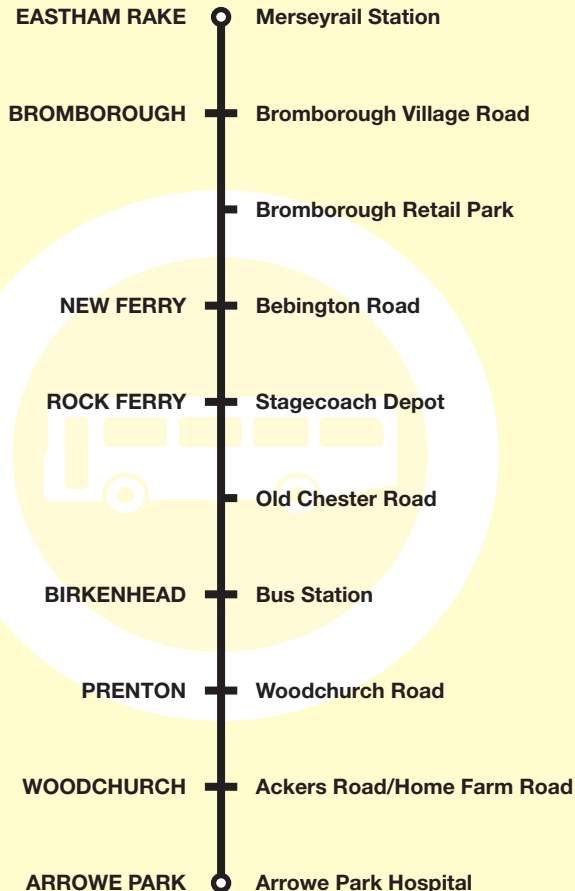 EASTHAM RAKE Merseyrail Station
BROMBOROUGH Bromborough Village Road
Bromborough Retail Park
NEW FERRY Bebington Road
ROCK FERRY Stagecoach Depot
Old Chester Road
BIRKENHEAD Bus Station
PRENTON Woodchurch Road
WOODCHURCH Ackers Road/Home Farm Road
ARROWE PARK Arrowe Park Hospital